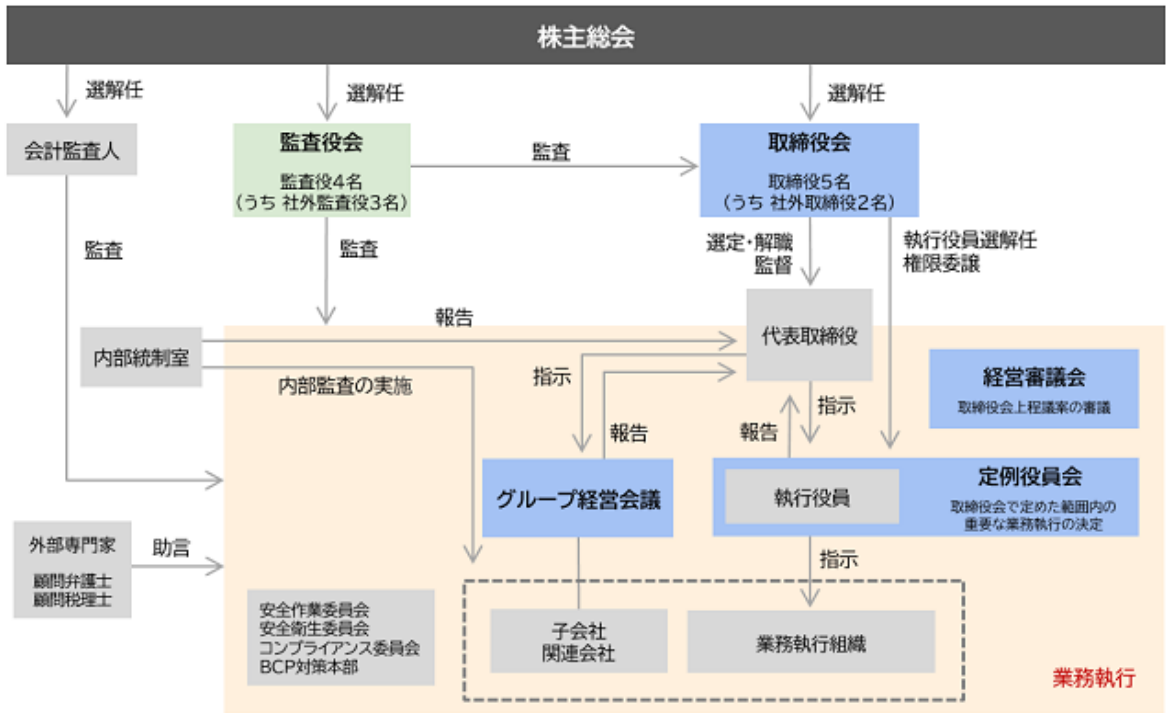 株主総会
選解任
選解任
選解任
会計監査人
監査役会
監査役4名
（うち 社外監査役3名）
監査
取締役会
取締役5名
（うち 社外取締役2名）
監査
監査
選定・解職
監督
執行役員選解任
権限委譲
報告
代表取締役
内部統制室
内部監査の実施
指示
報告
報告
指示
経営審議会
取締役会上程議案の審議
グループ経営会議
執行役員
定例役員会
取締役会で定めた範囲内の
重要な業務執行の決定
外部専門家
顧問弁護士
顧問税理士
助言
指示
安全作業委員会
安全衛生委員会
コンプライアンス委員会
BCP対策本部
子会社
関連会社
業務執行組織
業務執行